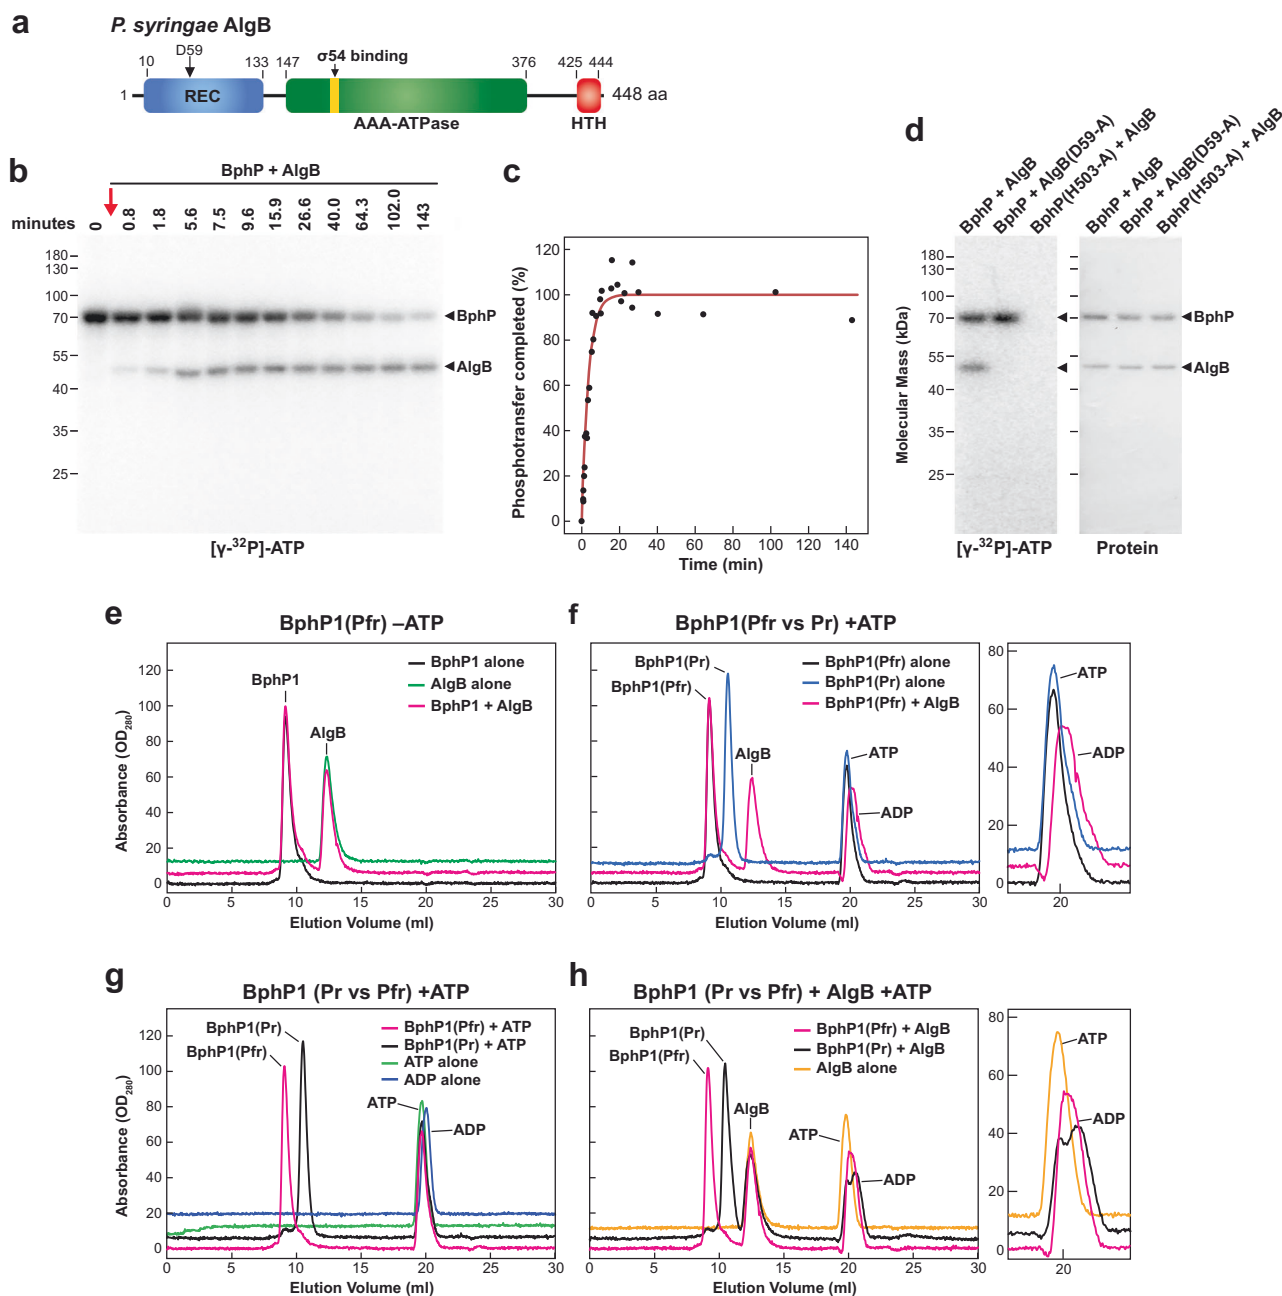 a
P. syringae AlgB
D59
σ54 binding
10
133
147
376
425
444
1
REC
448 aa
AAA-ATPase
HTH
b
BphP + AlgB
minutes
0
0.8
1.8
5.6
7.5
9.6
15.9
26.6
40.0
64.3
102.0
143
180
130
100
70
55
40
35
25
BphP
AlgB
[γ-32P]-ATP
c
Phosphotransfer completed (%)
120
100
80
60
40
20
0
0 20 40 60 80 100 120 140
Time (min)
d
BphP + AlgB
BphP + AlgB(D59-A)
BphP(H503-A) + AlgB
BphP + AlgB
BphP + AlgB(D59-A)
BphP(H503-A) + AlgB
Molecular Mass (kDa)
180
130
100
70
55
40
35
25
BphP
AlgB
[γ-32P]-ATP
Protein
e
BphP1(Pfr) –ATP
Absorbance (OD280)
120
100
80
60
40
20
0
BphP1
AlgB
BphP1 alone
AlgB alone
BphP1 + AlgB
0 5 10 15 20 25 30
Elution Volume (ml)
f
BphP1(Pfr vs Pr) +ATP
BphP1(Pr)
BphP1(Pfr)
AlgB
ATP
ADP
BphP1(Pfr) alone
BphP1(Pr) alone
BphP1(Pfr) + AlgB
0 5 10 15 20 25 30
Elution Volume (ml)
80
60
40
20
0
ATP
ADP
20
g
BphP1 (Pr vs Pfr) +ATP
Absorbance (OD280)
120
100
80
60
40
20
0
BphP1(Pr)
BphP1(Pfr)
ATP
ADP
BphP1(Pfr) + ATP
BphP1(Pr) + ATP
ATP alone
ADP alone
0 5 10 15 20 25 30
Elution Volume (ml)
h
BphP1 (Pr vs Pfr) + AlgB +ATP
BphP1(Pr)
BphP1(Pfr)
AlgB
ATP
ADP
BphP1(Pfr) + AlgB
BphP1(Pr) + AlgB
AlgB alone
0 5 10 15 20 25 30
Elution Volume (ml)
80
60
40
20
0
ATP
ADP
20